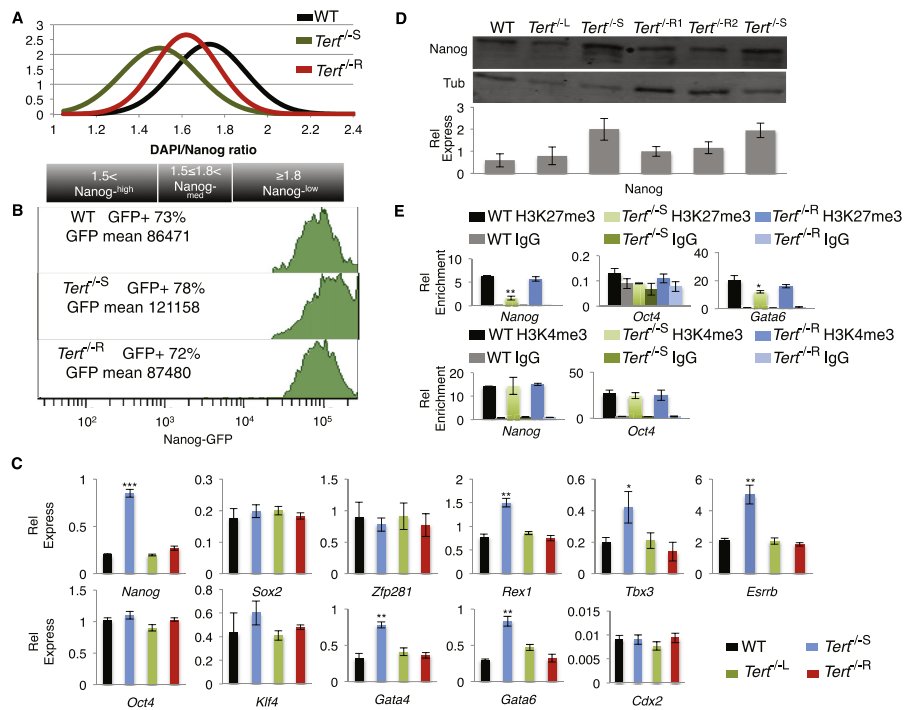 A
WT
Tert-/-S
Tert-/-R
3
2.5
2
1.5
1
0.5
0
1 1.2 1.4 1.6 1.8 2 2.2 2.4
DAPI/Nanog ratio
1.5<
Nanog-high
1.5≤1.8<
Nanog-
med
≥1.8
Nanog-low
B
WT GFP+ 73%
GFP mean 86471
Tert-/-S GFP+ 78%
GFP mean 121158
Tert-/-R GFP+ 72%
GFP mean 87480
102 103 104 105
Nanog-GFP
D
WT Tert-/-L Tert-/-S Tert-/-R1 Tert-/-R2 Tert-/-S
Nanog
Tub
Rel
Express
3
2
1
0
Nanog
E
WT H3K27me3 Tert-/-S H3K27me3 Tert-/-R H3K27me3
WT IgG Tert-/-S IgG Tert-/-R IgG
Rel
Enrichment
10
5
0
**
Nanog
0.2
0.1
0
Oct4
40
20
0
*
Gata6
WT H3K4me3 Tert-/-S H3K4me3 Tert-/-R H3K4me3
WT IgG Tert-/-S IgG Tert-/-R IgG
Rel
Enrichment
20
10
0
Nanog
50
0
Oct4
C
Rel
Express
1
0.5
0
***
Nanog
0.3
0.2
0.1
0
Sox2
1.5
1
0.5
0
Zfp281
2
1.5
1
0.5
0
**
Rex1
0.6
0.4
0.2
0
*
Tbx3
6
4
2
0
**
Esrrb
Rel
Express
1.5
1
0.5
0
Oct4
0.8
0.6
0.4
0.2
0
Klf4
1
0.5
0
**
Gata4
1
0.5
0
**
Gata6
0.015
0.01
0.005
0
Cdx2
WT Tert-/-S
Tert-/-L Tert-/-R